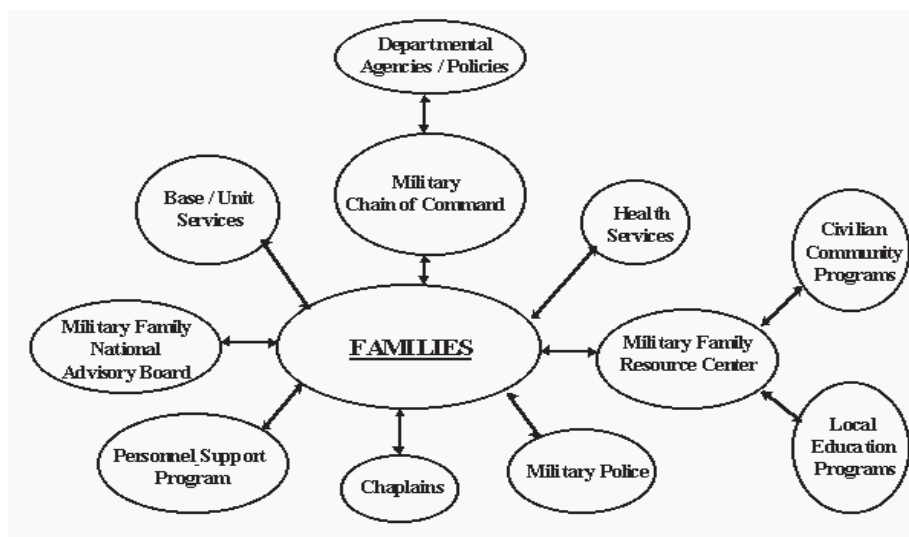 Departmental
Agencies / Policies
Military
Chain of Command
Base / Unit
Services
Health
Services
Civilian
Community
Programs
Military Family
National
Advisory Board
FAMILIES
Military Family
Resource Center
Personnel Support
Program
Chaplains
Military Police
Local
Education
Programs